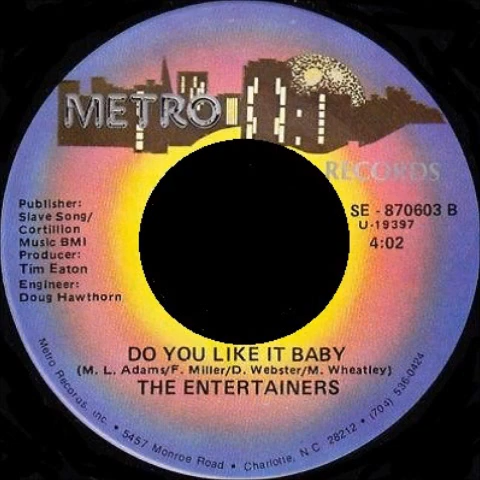 METRO
RECORDS
Publisher:
Slave Song/
Cortillion
Music BMI
Producer:
Tim Eaton
Engineer:
Doug Hawthorn
SE - 870603 B
U-19397
4:02
DO YOU LIKE IT BABY
(M. L. Adams/F. Miller/D. Webster/M. Wheatley)
THE ENTERTAINERS
Metro Records, Inc. • 5457 Monroe Road • Charlotte, N.C. 28212 • (704) 536-0424